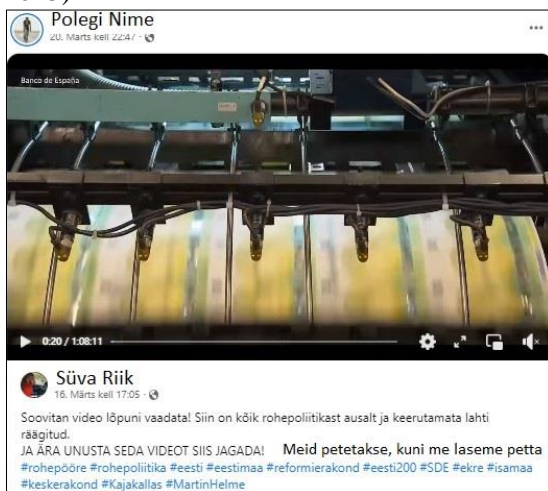 Polegi Nime
20. Märts kell 22:47 ·
Banco de España
0:20 / 1:08:11
Süva Riik
16. Märts kell 17:05 ·
Soovitan video lõpuni vaadata! Siin on kõik rohepoliitikast ausalt ja keerutamata lahti
räägitud.
JA ÄRA UNUSTA SEDA VIDEOT SIIS JAGADA! Meid petetakse, kuni me laseme petta
#rohepööre #rohepoliitika #eesti #eestimaa #reformierakond #eesti200 #SDE #ekre #isamaa
#keskerakond #Kajakallas #MartinHelme